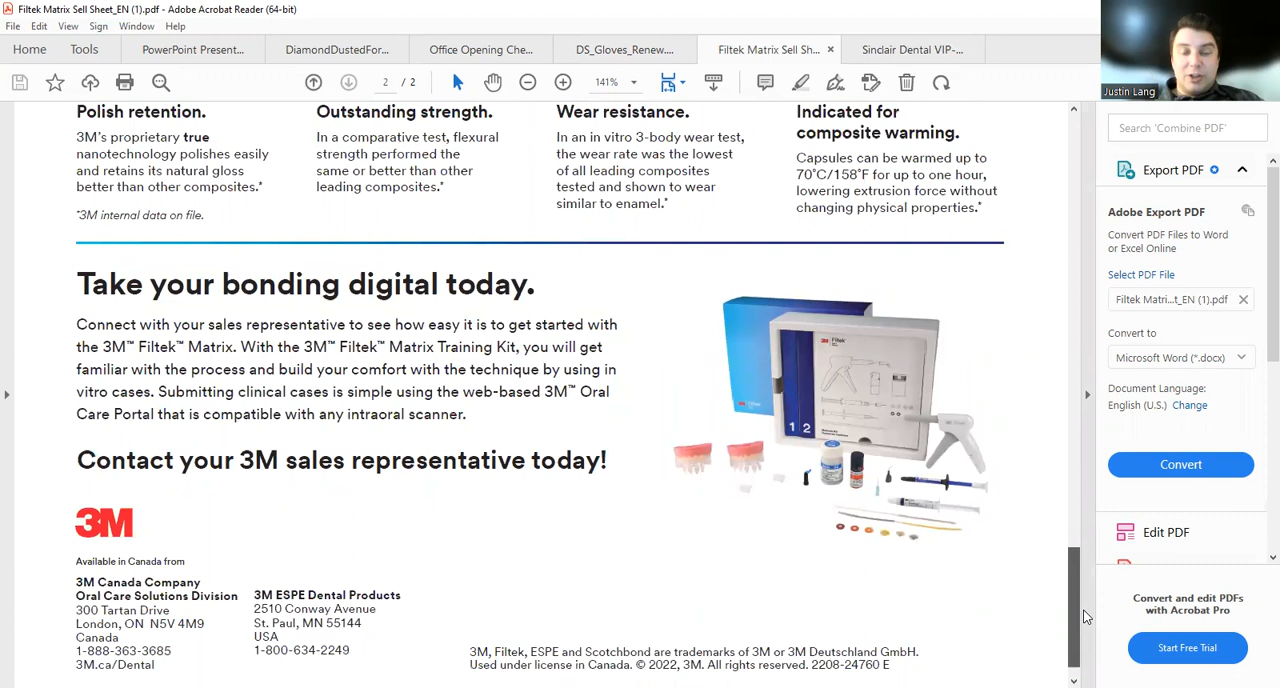 Filtek Matrix Sell Sheet_EN (1).pdf - Adobe Acrobat Reader (64-bit)
File Edit View Sign Window Help
Home Tools PowerPoint Present... DiamondDustedFor... Office Opening Che... DS_Gloves_Renew.... Filtek Matrix Sell Sh... × Sinclair Dental VIP-...
2 / 2 141%
Justin Lang
Polish retention.
3M's proprietary true
nanotechnology polishes easily
and retains its natural gloss
better than other composites.*
*3M internal data on file.
Outstanding strength.
In a comparative test, flexural
strength performed the
same or better than other
leading composites.*
Wear resistance.
In an in vitro 3-body wear test,
the wear rate was the lowest
of all leading composites
tested and shown to wear
similar to enamel.*
Indicated for
composite warming.
Capsules can be warmed up to
70°C/158°F for up to one hour,
lowering extrusion force without
changing physical properties.*
Take your bonding digital today.
Connect with your sales representative to see how easy it is to get started with
the 3M™ Filtek™ Matrix. With the 3M™ Filtek™ Matrix Training Kit, you will get
familiar with the process and build your comfort with the technique by using in
vitro cases. Submitting clinical cases is simple using the web-based 3M™ Oral
Care Portal that is compatible with any intraoral scanner.
Contact your 3M sales representative today!
3M
Filtek
1 2
3M
Available in Canada from
3M Canada Company
Oral Care Solutions Division
300 Tartan Drive
London, ON N5V 4M9
Canada
1-888-363-3685
3M.ca/Dental
3M ESPE Dental Products
2510 Conway Avenue
St. Paul, MN 55144
USA
1-800-634-2249
3M, Filtek, ESPE and Scotchbond are trademarks of 3M or 3M Deutschland GmbH.
Used under license in Canada. © 2022, 3M. All rights reserved. 2208-24760 E
Search 'Combine PDF'
Export PDF
Adobe Export PDF
Convert PDF Files to Word
or Excel Online
Select PDF File
Filtek Matri...t_EN (1).pdf
Convert to
Microsoft Word (*.docx)
Document Language:
English (U.S.) Change
Convert
Edit PDF
Convert and edit PDFs
with Acrobat Pro
Start Free Trial